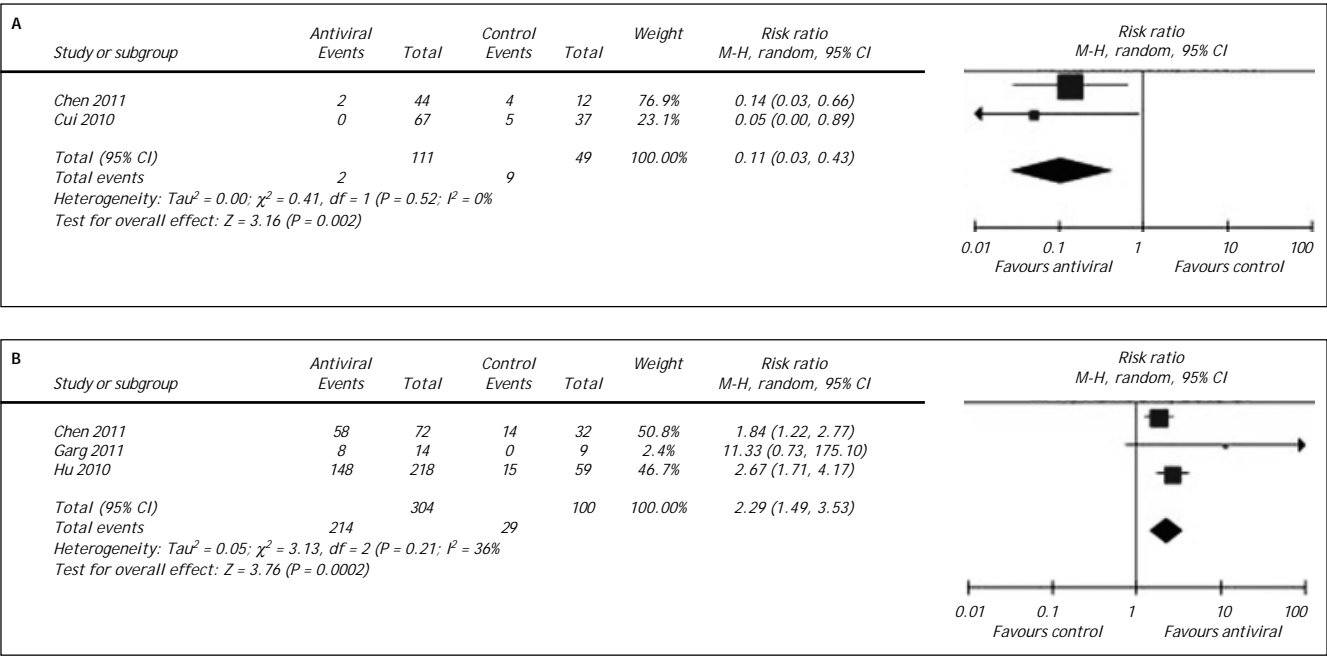 A
Antiviral Control Weight Risk ratio Risk ratio
Study or subgroup Events Total Events Total M-H, random, 95% CI M-H, random, 95% CI
Chen 2011 2 44 4 12 76.9% 0.14 (0.03, 0.66)
Cui 2010 0 67 5 37 23.1% 0.05 (0.00, 0.89)
Total (95% CI) 111 49 100.00% 0.11 (0.03, 0.43)
Total events 2 9
Heterogeneity: Tau² = 0.00; χ² = 0.41, df = 1 (P = 0.52; I² = 0%
Test for overall effect: Z = 3.16 (P = 0.002)
0.01 0.1 1 10 100
Favours antiviral Favours control
B
Antiviral Control Weight Risk ratio Risk ratio
Study or subgroup Events Total Events Total M-H, random, 95% CI M-H, random, 95% CI
Chen 2011 58 72 14 32 50.8% 1.84 (1.22, 2.77)
Garg 2011 8 14 0 9 2.4% 11.33 (0.73, 175.10)
Hu 2010 148 218 15 59 46.7% 2.67 (1.71, 4.17)
Total (95% CI) 304 100 100.00% 2.29 (1.49, 3.53)
Total events 214 29
Heterogeneity: Tau² = 0.05; χ² = 3.13, df = 2 (P = 0.21; I² = 36%
Test for overall effect: Z = 3.76 (P = 0.0002)
0.01 0.1 1 10 100
Favours control Favours antiviral